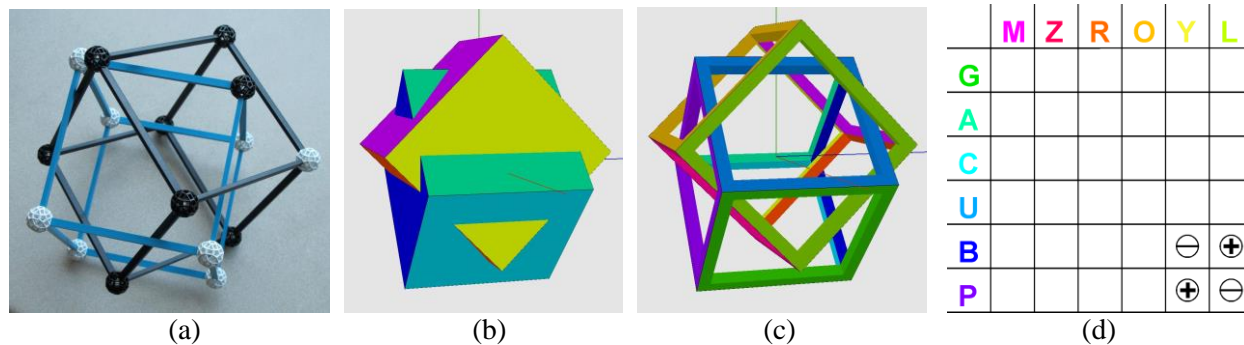 M Z R O Y L
G
A
C
U
B ⊖ ⊕
P ⊕ ⊖
(a) (b) (c) (d)